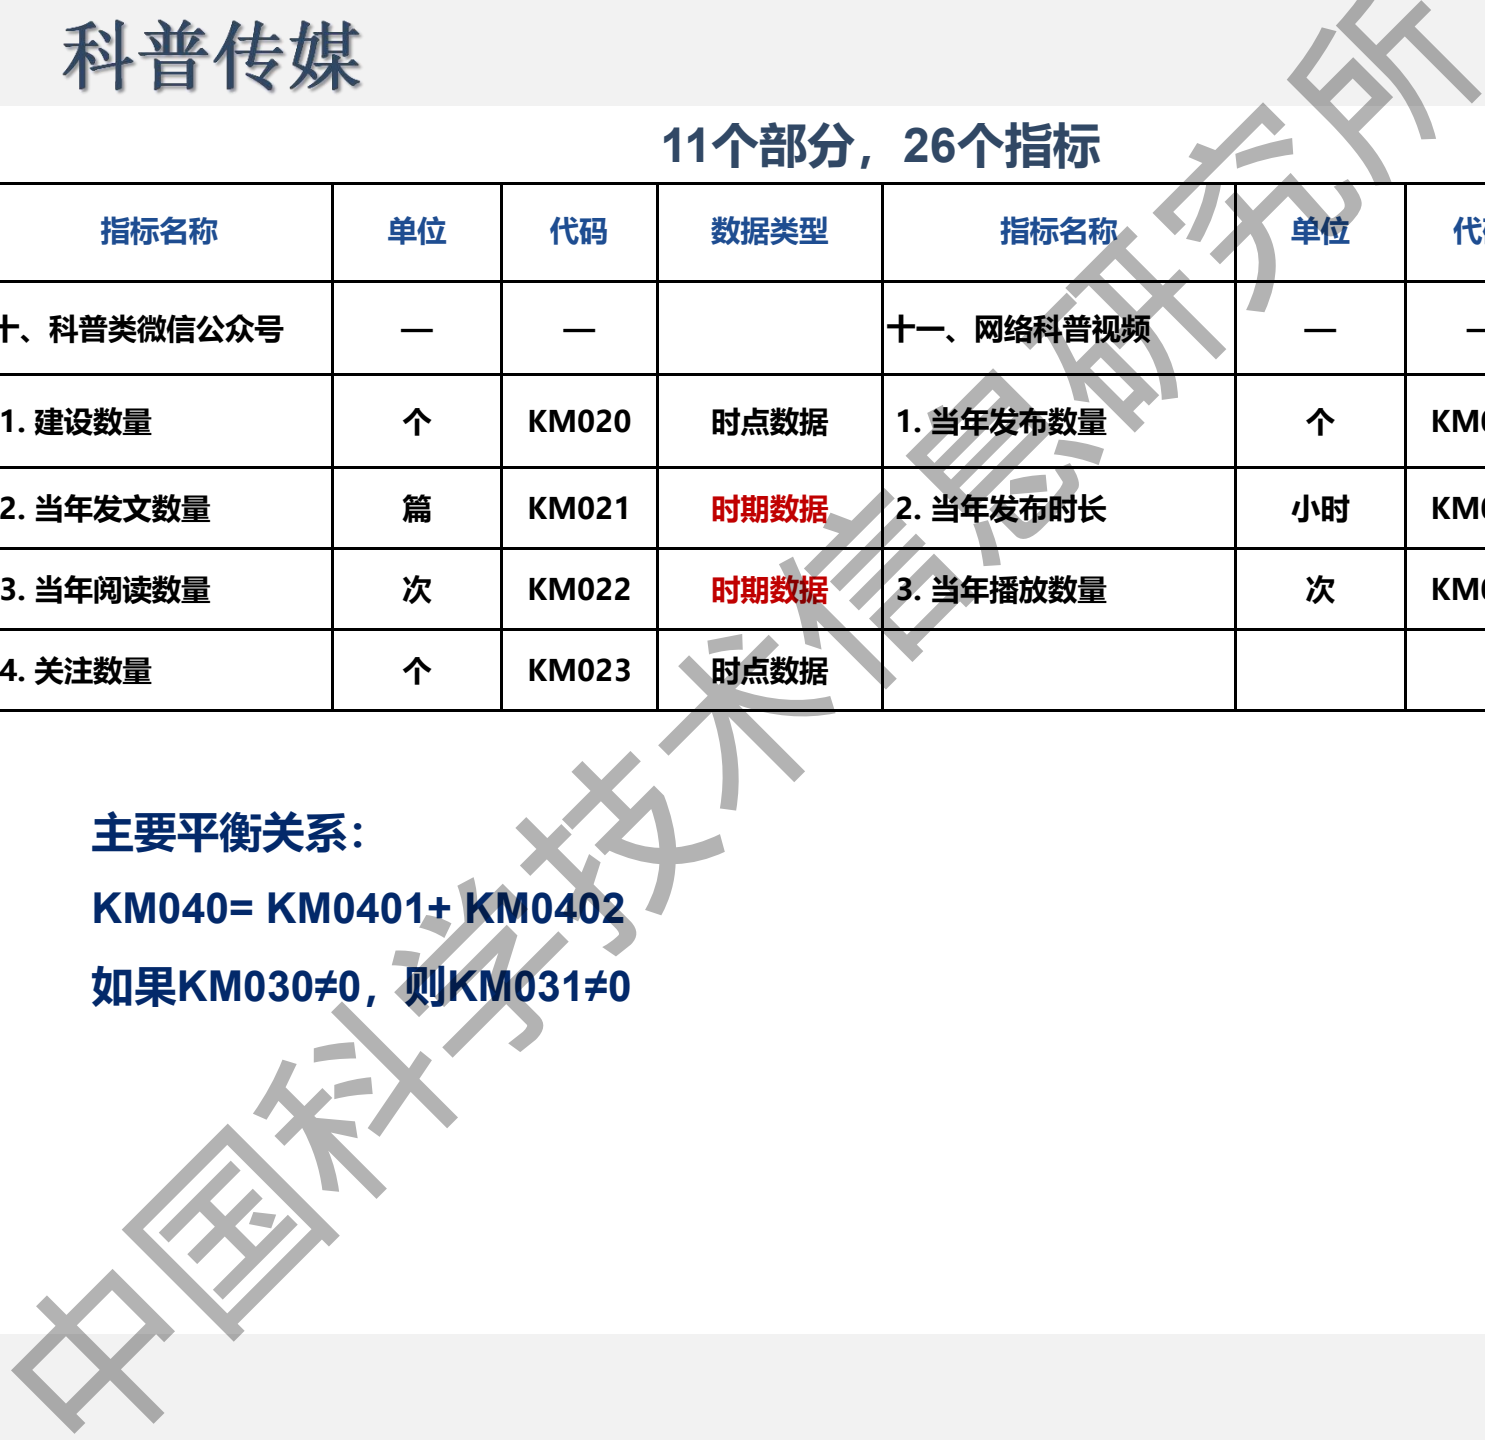 科普传媒
11个部分，26个指标
指标名称 单位 代码 数据类型 指标名称 单位
十、科普类微信公众号 — — 十一、网络科普视频 — —
1. 建设数量 个 KM020 时点数据 1. 当年发布数量 个
2. 当年发文数量 篇 KM021 时期数据 2. 当年发布时长 小时
3. 当年阅读数量 次 KM022 时期数据 3. 当年播放数量 次
4. 关注数量 个 KM023 时点数据
主要平衡关系：
KM040= KM0401+ KM0402
如果KM030≠0，则KM031≠0
中国科学技术信息研究所